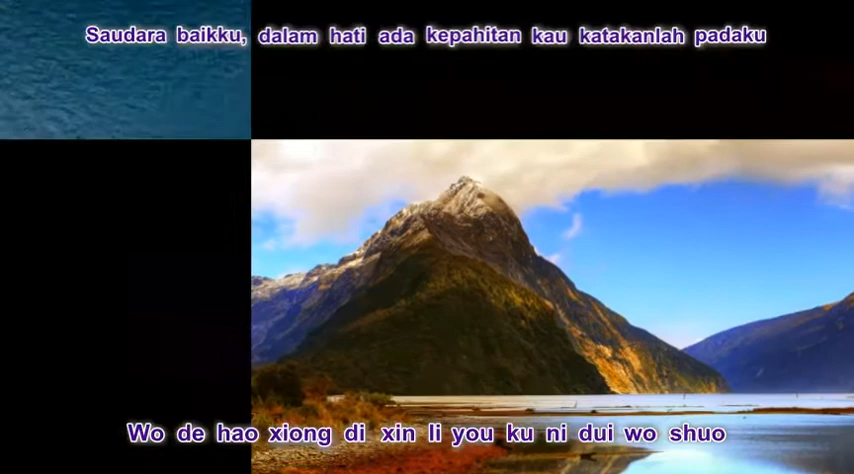 Saudara baikku, dalam hati ada kepahitan kau katakanlah padaku
Wo de hao xiong di xin li you ku ni dui wo shuo